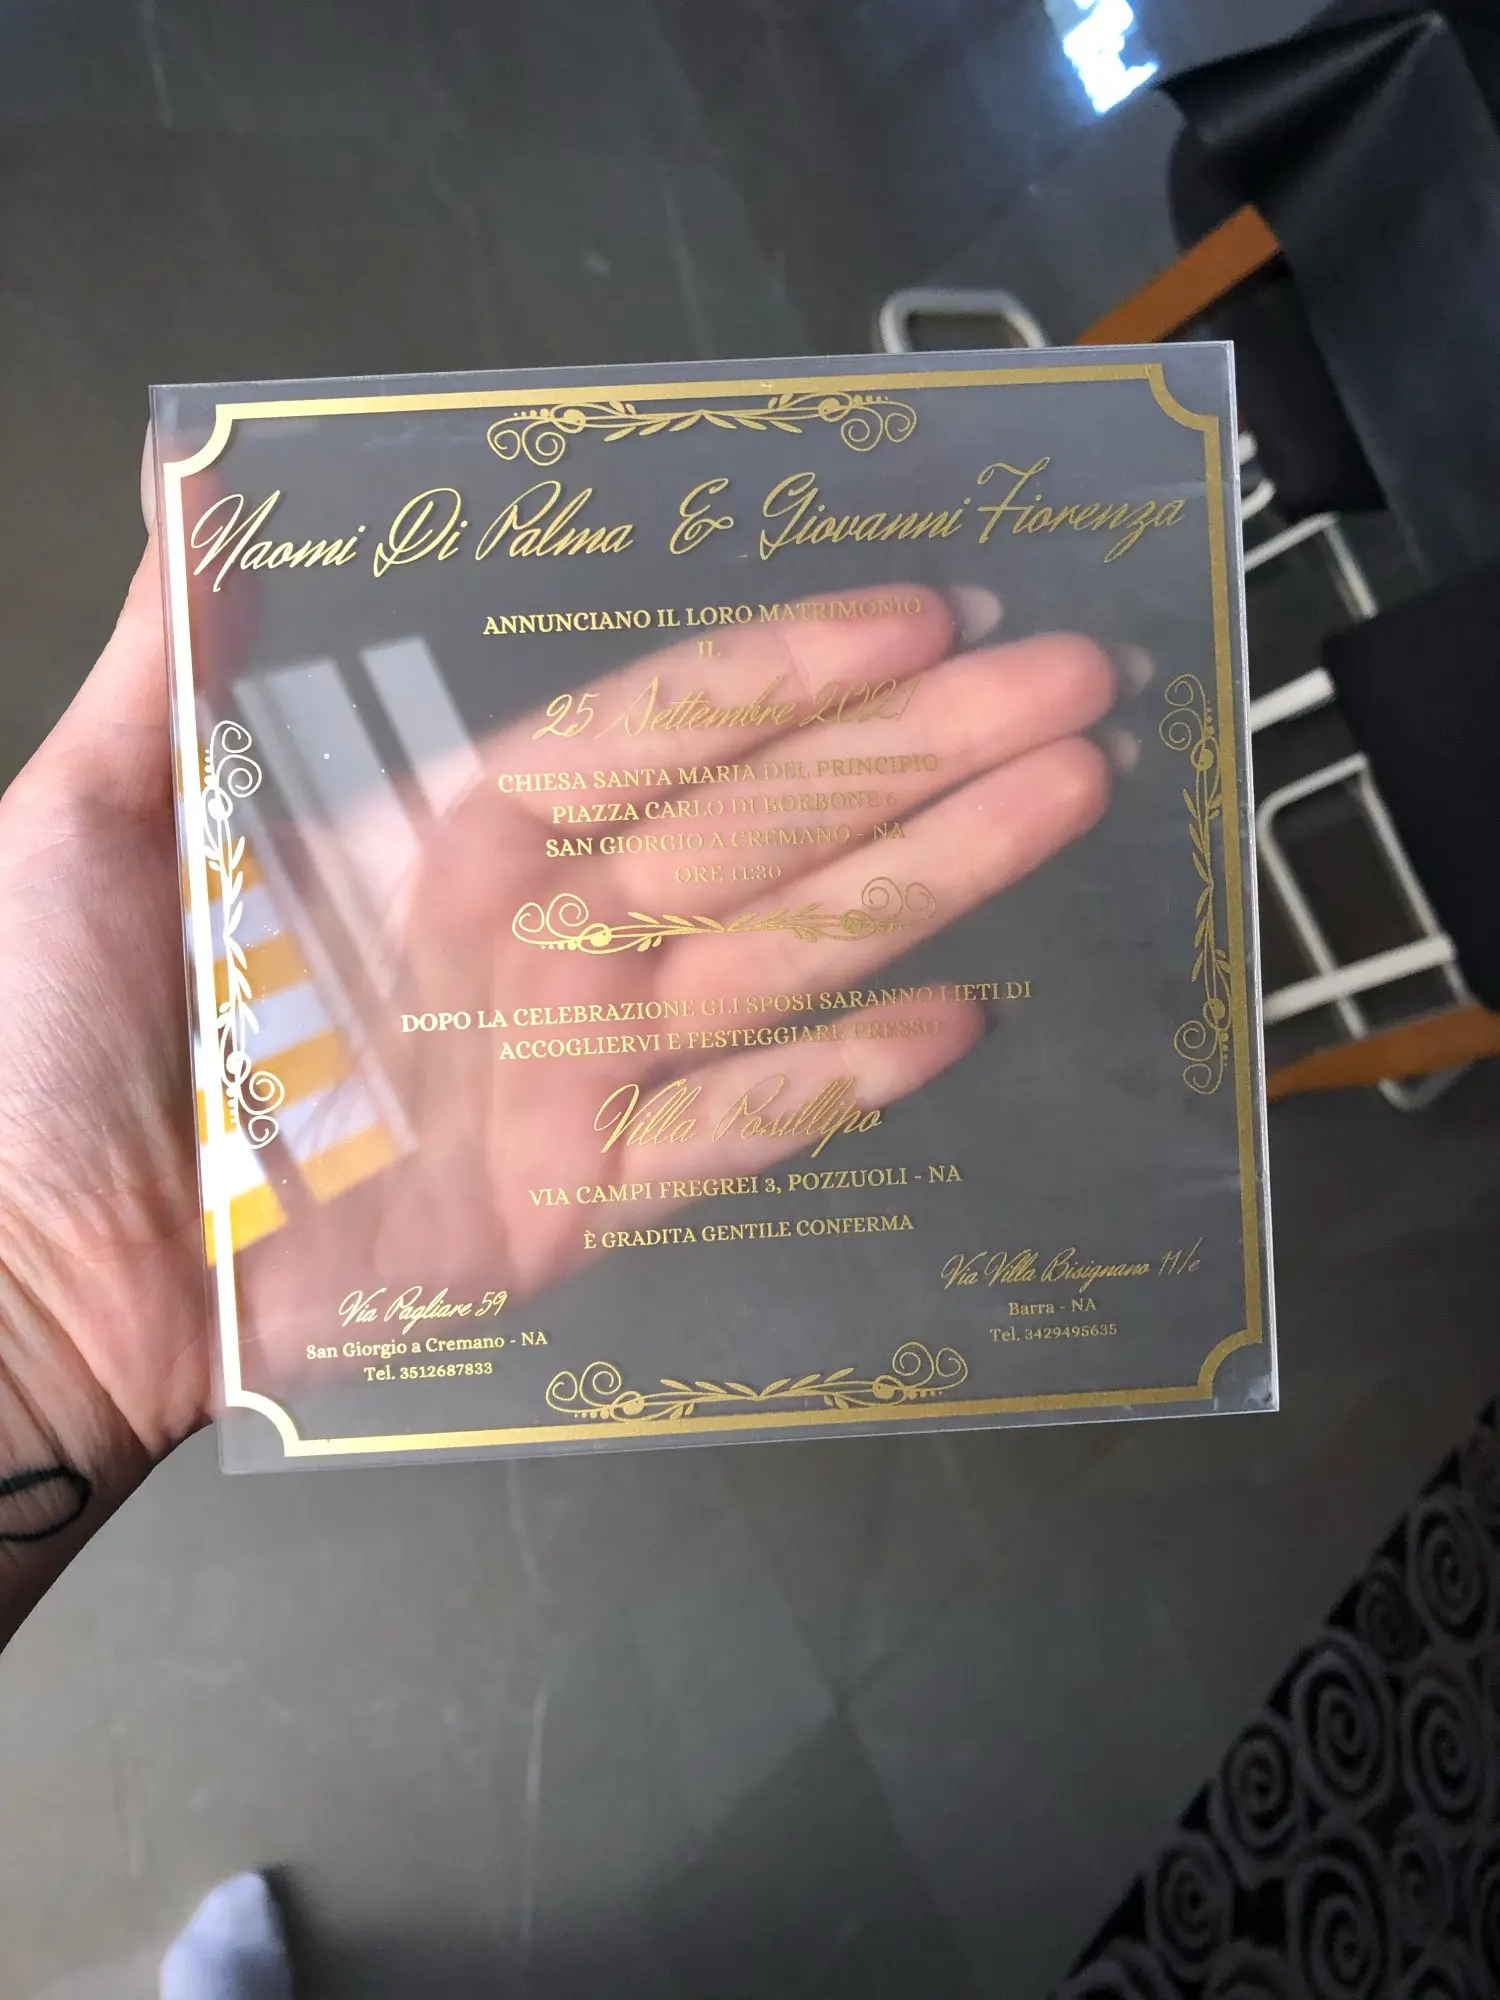 Naomi Di Palma & Giovanni Fiorenza
ANNUNCIANO IL LORO MATRIMONIO
IL
25 Settembre 2021
CHIESA SANTA MARIA DEL PRINCIPIO
PIAZZA CARLO DI BORBONE 6
SAN GIORGIO A CREMANO - NA
ORE 11:30
DOPO LA CELEBRAZIONE GLI SPOSI SARANNO LIETI DI
ACCOGLIERVI E FESTEGGIARE PRESSO
Villa Posillipo
VIA CAMPI FREGREI 3, POZZUOLI - NA
È GRADITA GENTILE CONFERMA
Via Pagliare 59
San Giorgio a Cremano - NA
Tel. 3512687833
Via Villa Bisignano 11/e
Barra - NA
Tel. 3429495635